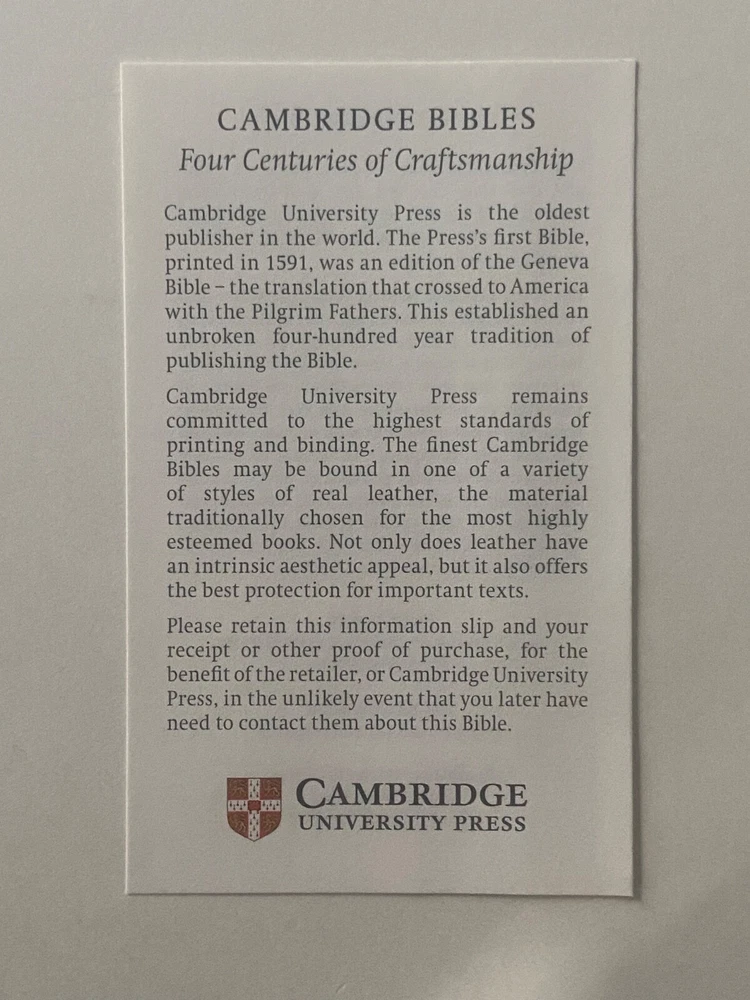 CAMBRIDGE BIBLES
Four Centuries of Craftsmanship
Cambridge University Press is the oldest
publisher in the world. The Press's first Bible,
printed in 1591, was an edition of the Geneva
Bible – the translation that crossed to America
with the Pilgrim Fathers. This established an
unbroken four-hundred year tradition of
publishing the Bible.
Cambridge University Press remains
committed to the highest standards of
printing and binding. The finest Cambridge
Bibles may be bound in one of a variety
of styles of real leather, the material
traditionally chosen for the most highly
esteemed books. Not only does leather have
an intrinsic aesthetic appeal, but it also offers
the best protection for important texts.
Please retain this information slip and your
receipt or other proof of purchase, for the
benefit of the retailer, or Cambridge University
Press, in the unlikely event that you later have
need to contact them about this Bible.
CAMBRIDGE
UNIVERSITY PRESS